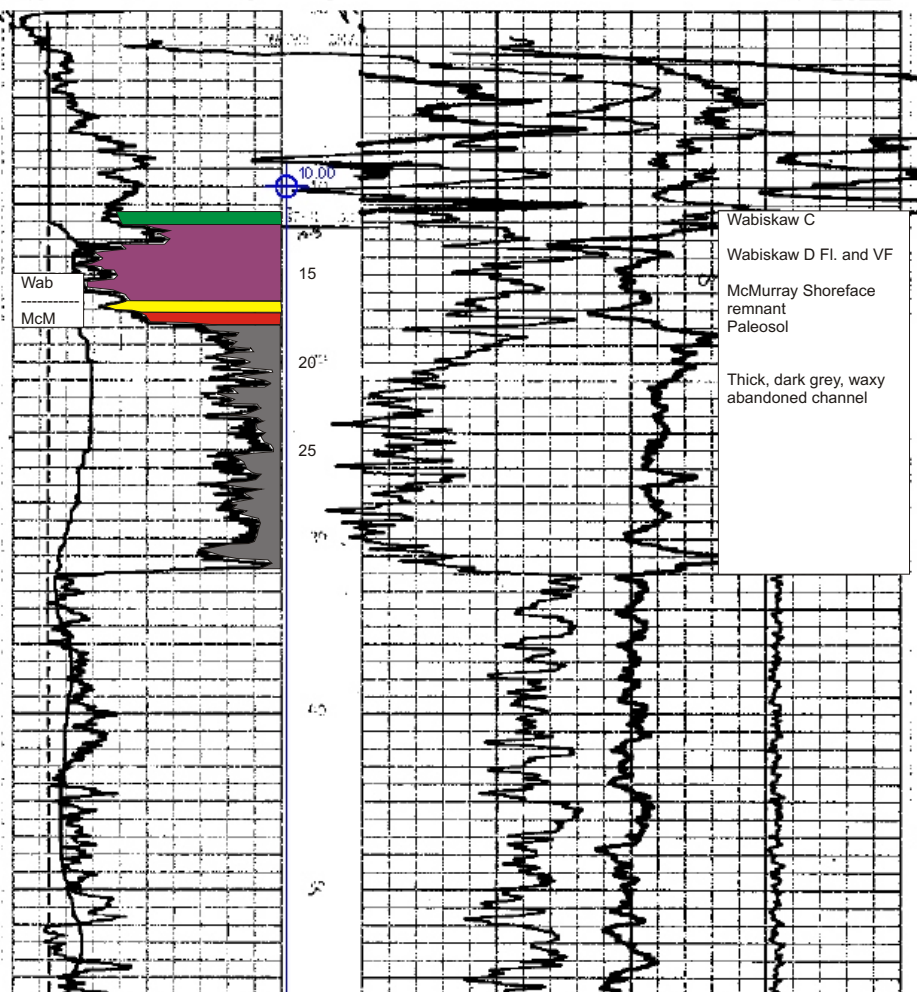 10.00
Wabiskaw C
Wabiskaw D Fl. and VF
15
Wab
McMurray Shoreface
remnant
McM
Paleosol
20
Thick, dark grey, waxy
abandoned channel
25